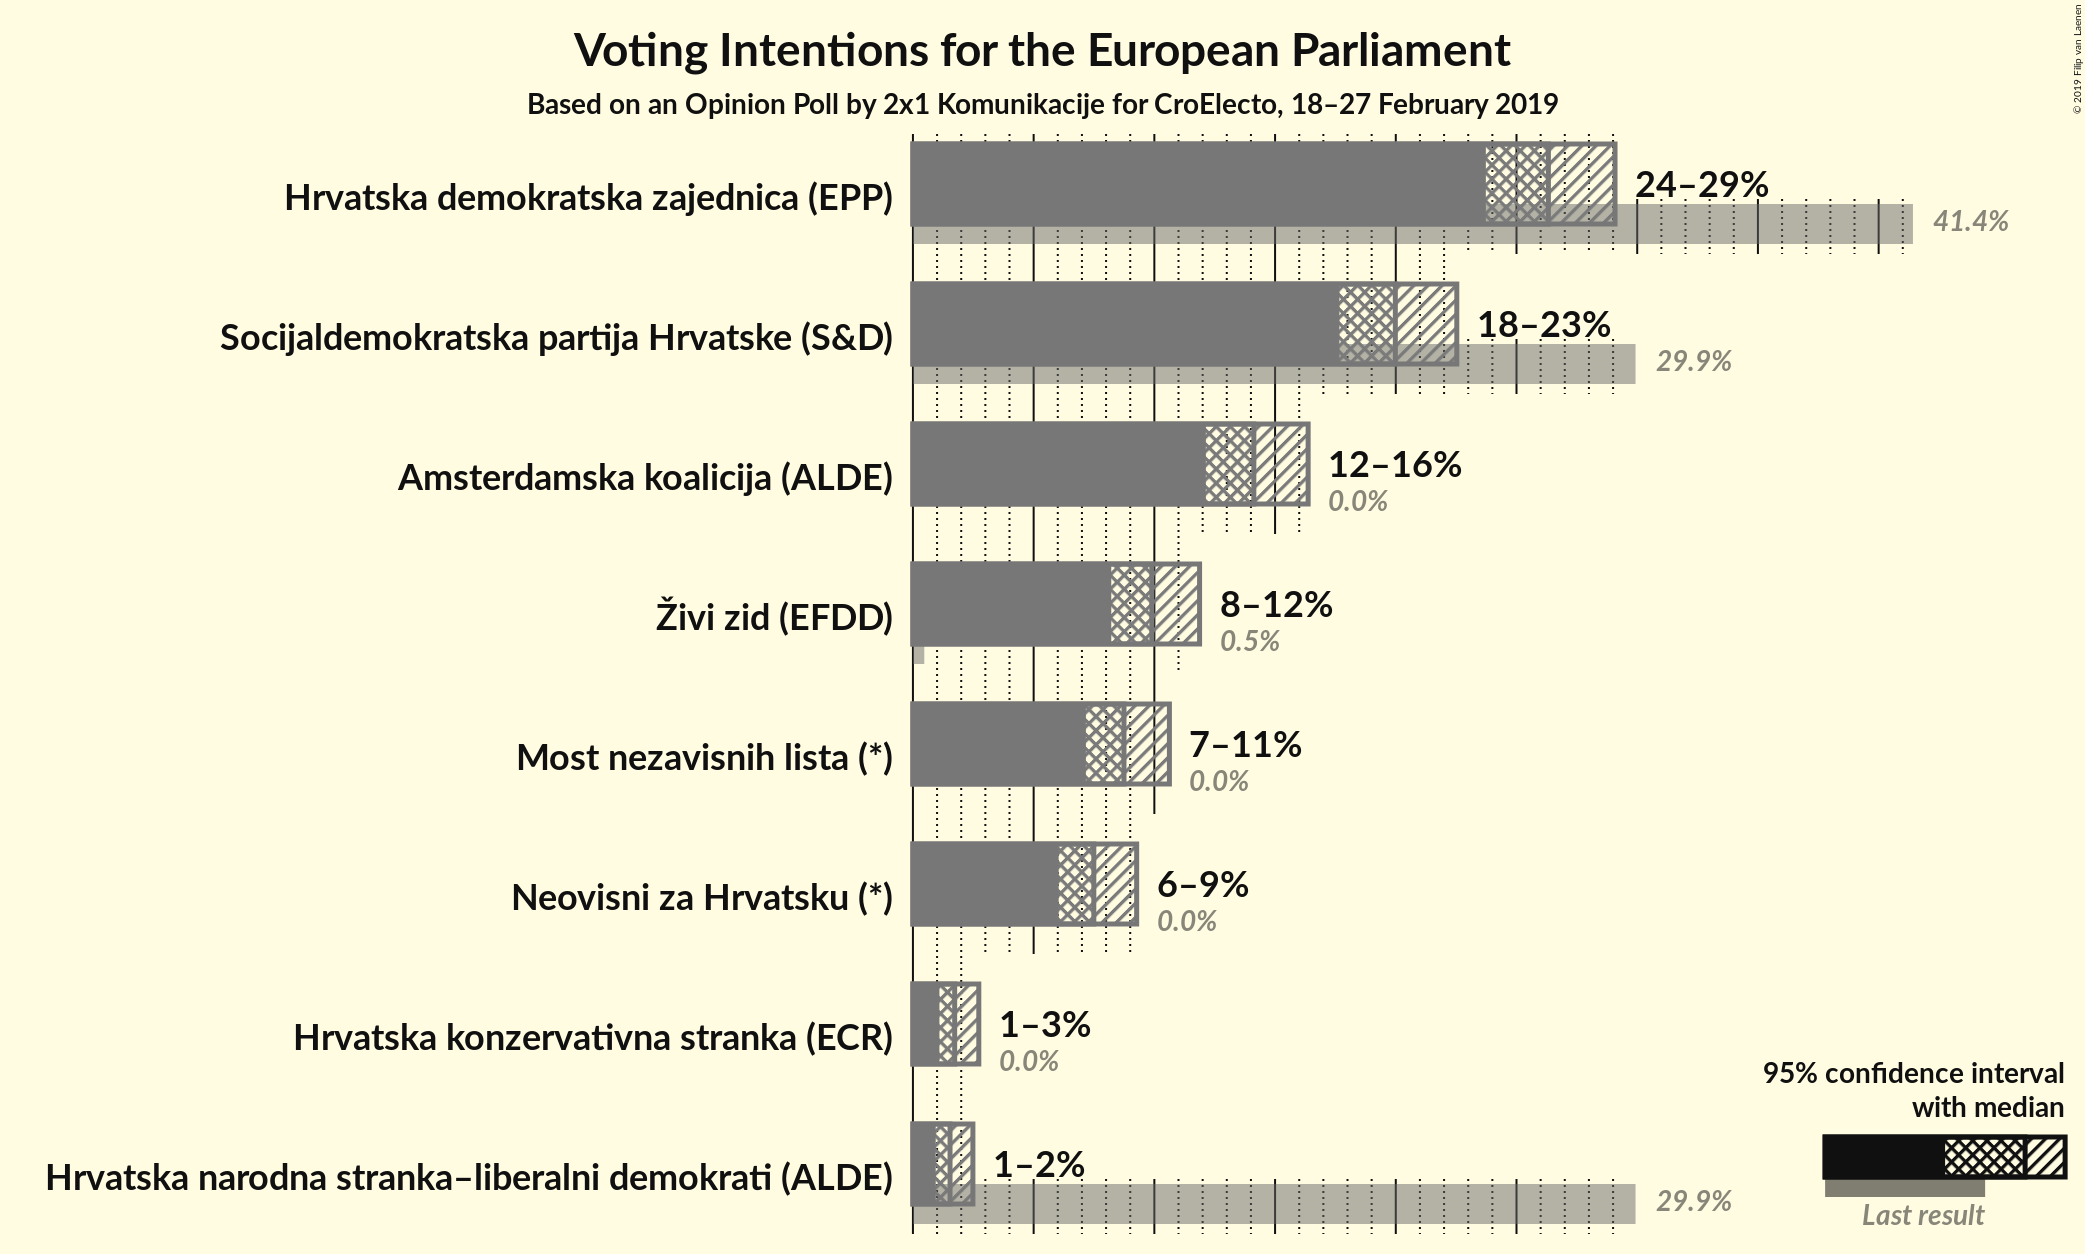 Voting Intentions for the European Parliament
Based on an Opinion Poll by 2x1 Komunikacije for CroElecto, 18–27 February 2019
© 2019 Filip van Laenen
Hrvatska demokratska zajednica (EPP)
24–29%
41.4%
Socijaldemokratska partija Hrvatske (S&D)
18–23%
29.9%
Amsterdamska koalicija (ALDE)
12–16%
0.0%
Živi zid (EFDD)
8–12%
0.5%
Most nezavisnih lista (*)
7–11%
0.0%
Neovisni za Hrvatsku (*)
6–9%
0.0%
Hrvatska konzervativna stranka (ECR)
1–3%
0.0%
Hrvatska narodna stranka–liberalni demokrati (ALDE)
1–2%
29.9%
95% confidence interval
with median
Last result